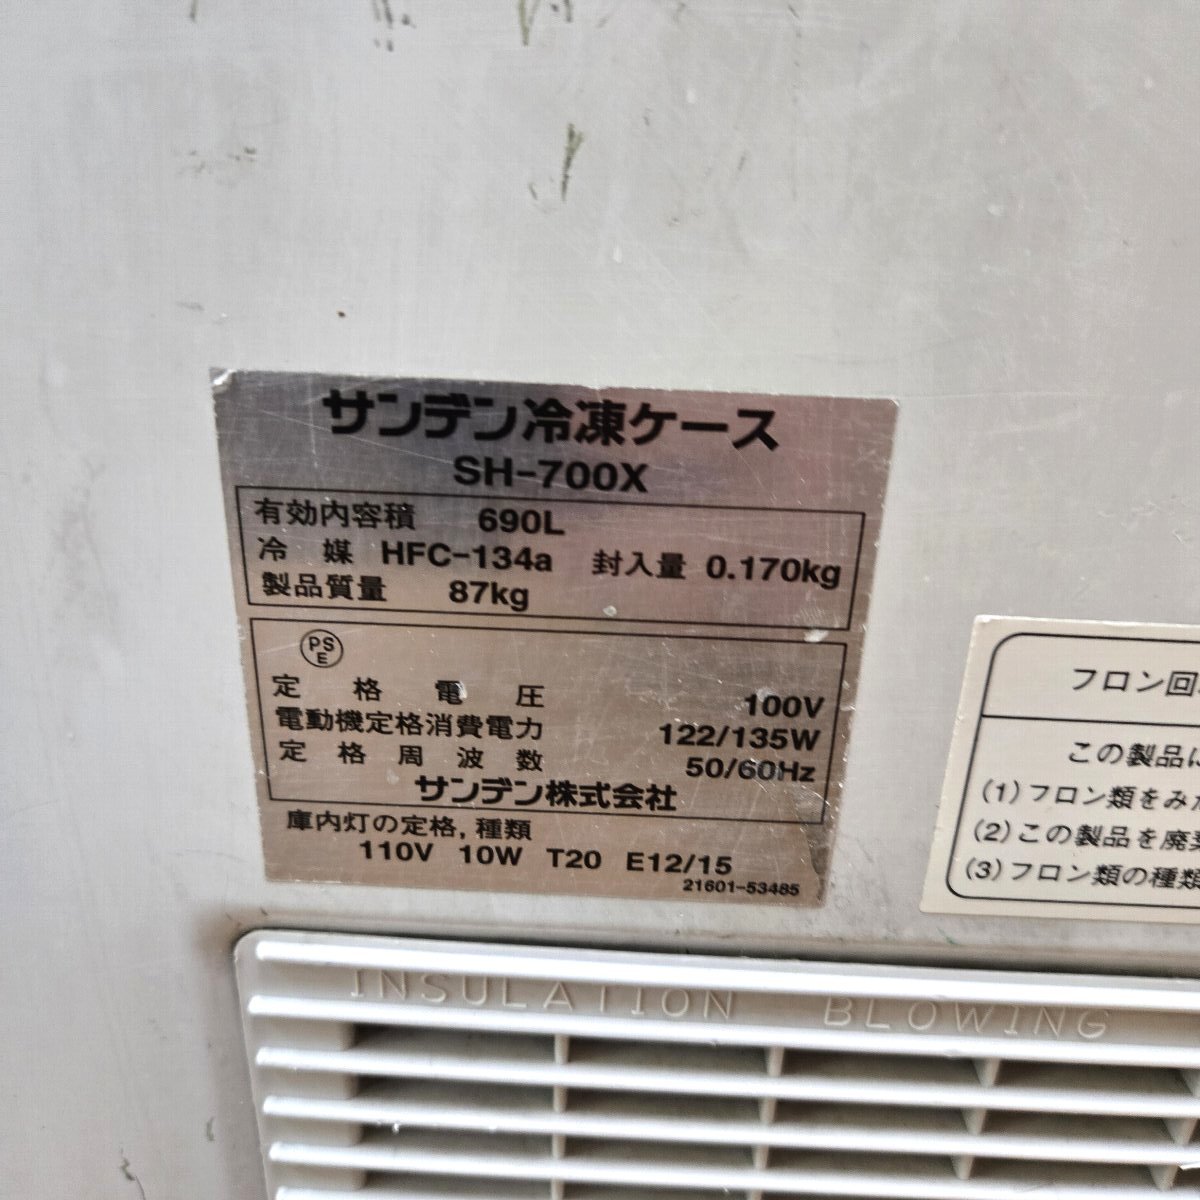 サンデン冷凍ケース
SH-700X
有効内容積 690L
冷媒 HFC-134a 封入量 0.170kg
製品質量 87kg
PSE
定格電圧 100V
電動機定格消費電力 122/135W
定格周波数 50/60Hz
サンデン株式会社
庫内灯の定格,種類
110V 10W T20 E12/15
21601-53485
フロン回
この製品に
(1)フロン類をみだ
(2)この製品を廃棄
(3)フロン類の種類
INSULATION BLOWING